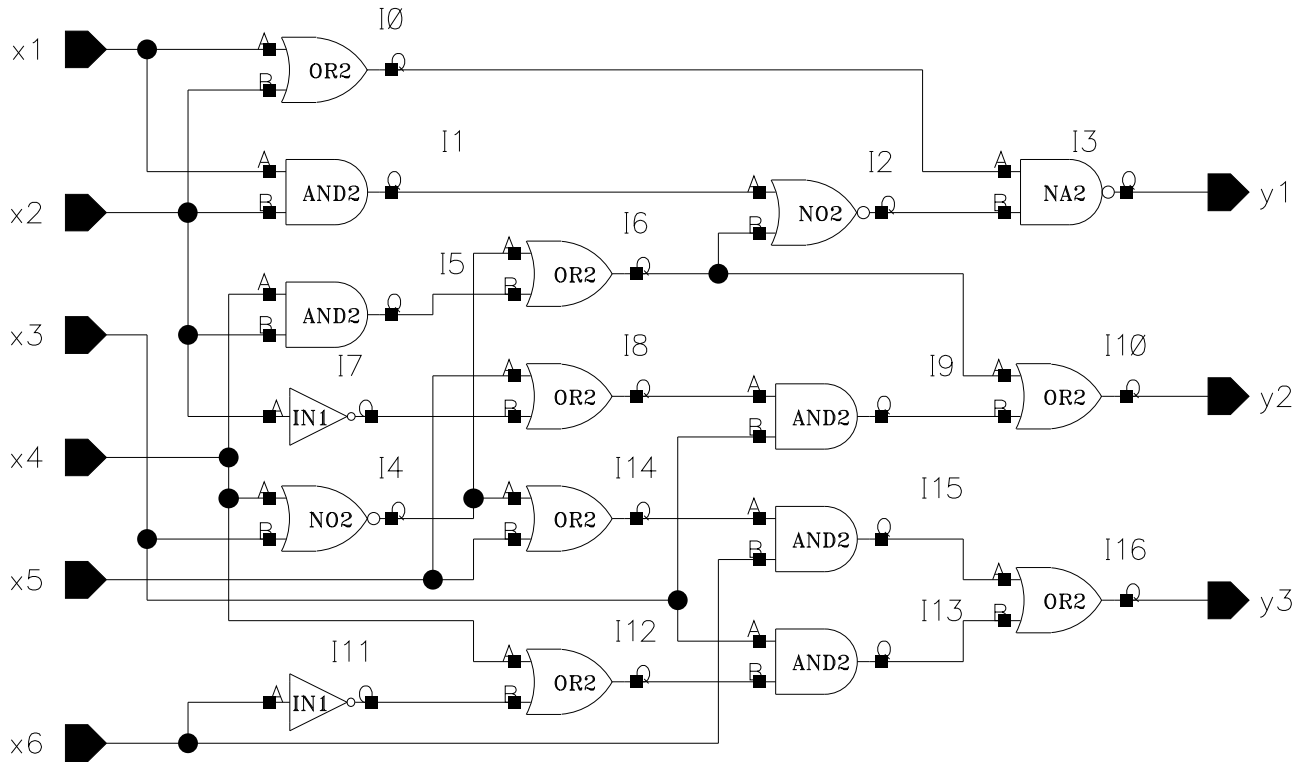 I0
x1 A OR2 Q
B
I1 I3
A I2 A
x2 B AND2 Q A NO2 Q B NA2 Q y1
I6 B
I5 A
A OR2 Q
x3 B AND2 Q B
I7 I8 I9 I10
A A A
A IN1 Q B OR2 Q B AND2 Q B OR2 Q y2
x4
I4 I14 I15
A A A
B NO2 Q B OR2 Q B AND2 Q I16
x5 A
I12 I13 B OR2 Q y3
I11 A A
A IN1 Q B OR2 Q B AND2 Q
x6